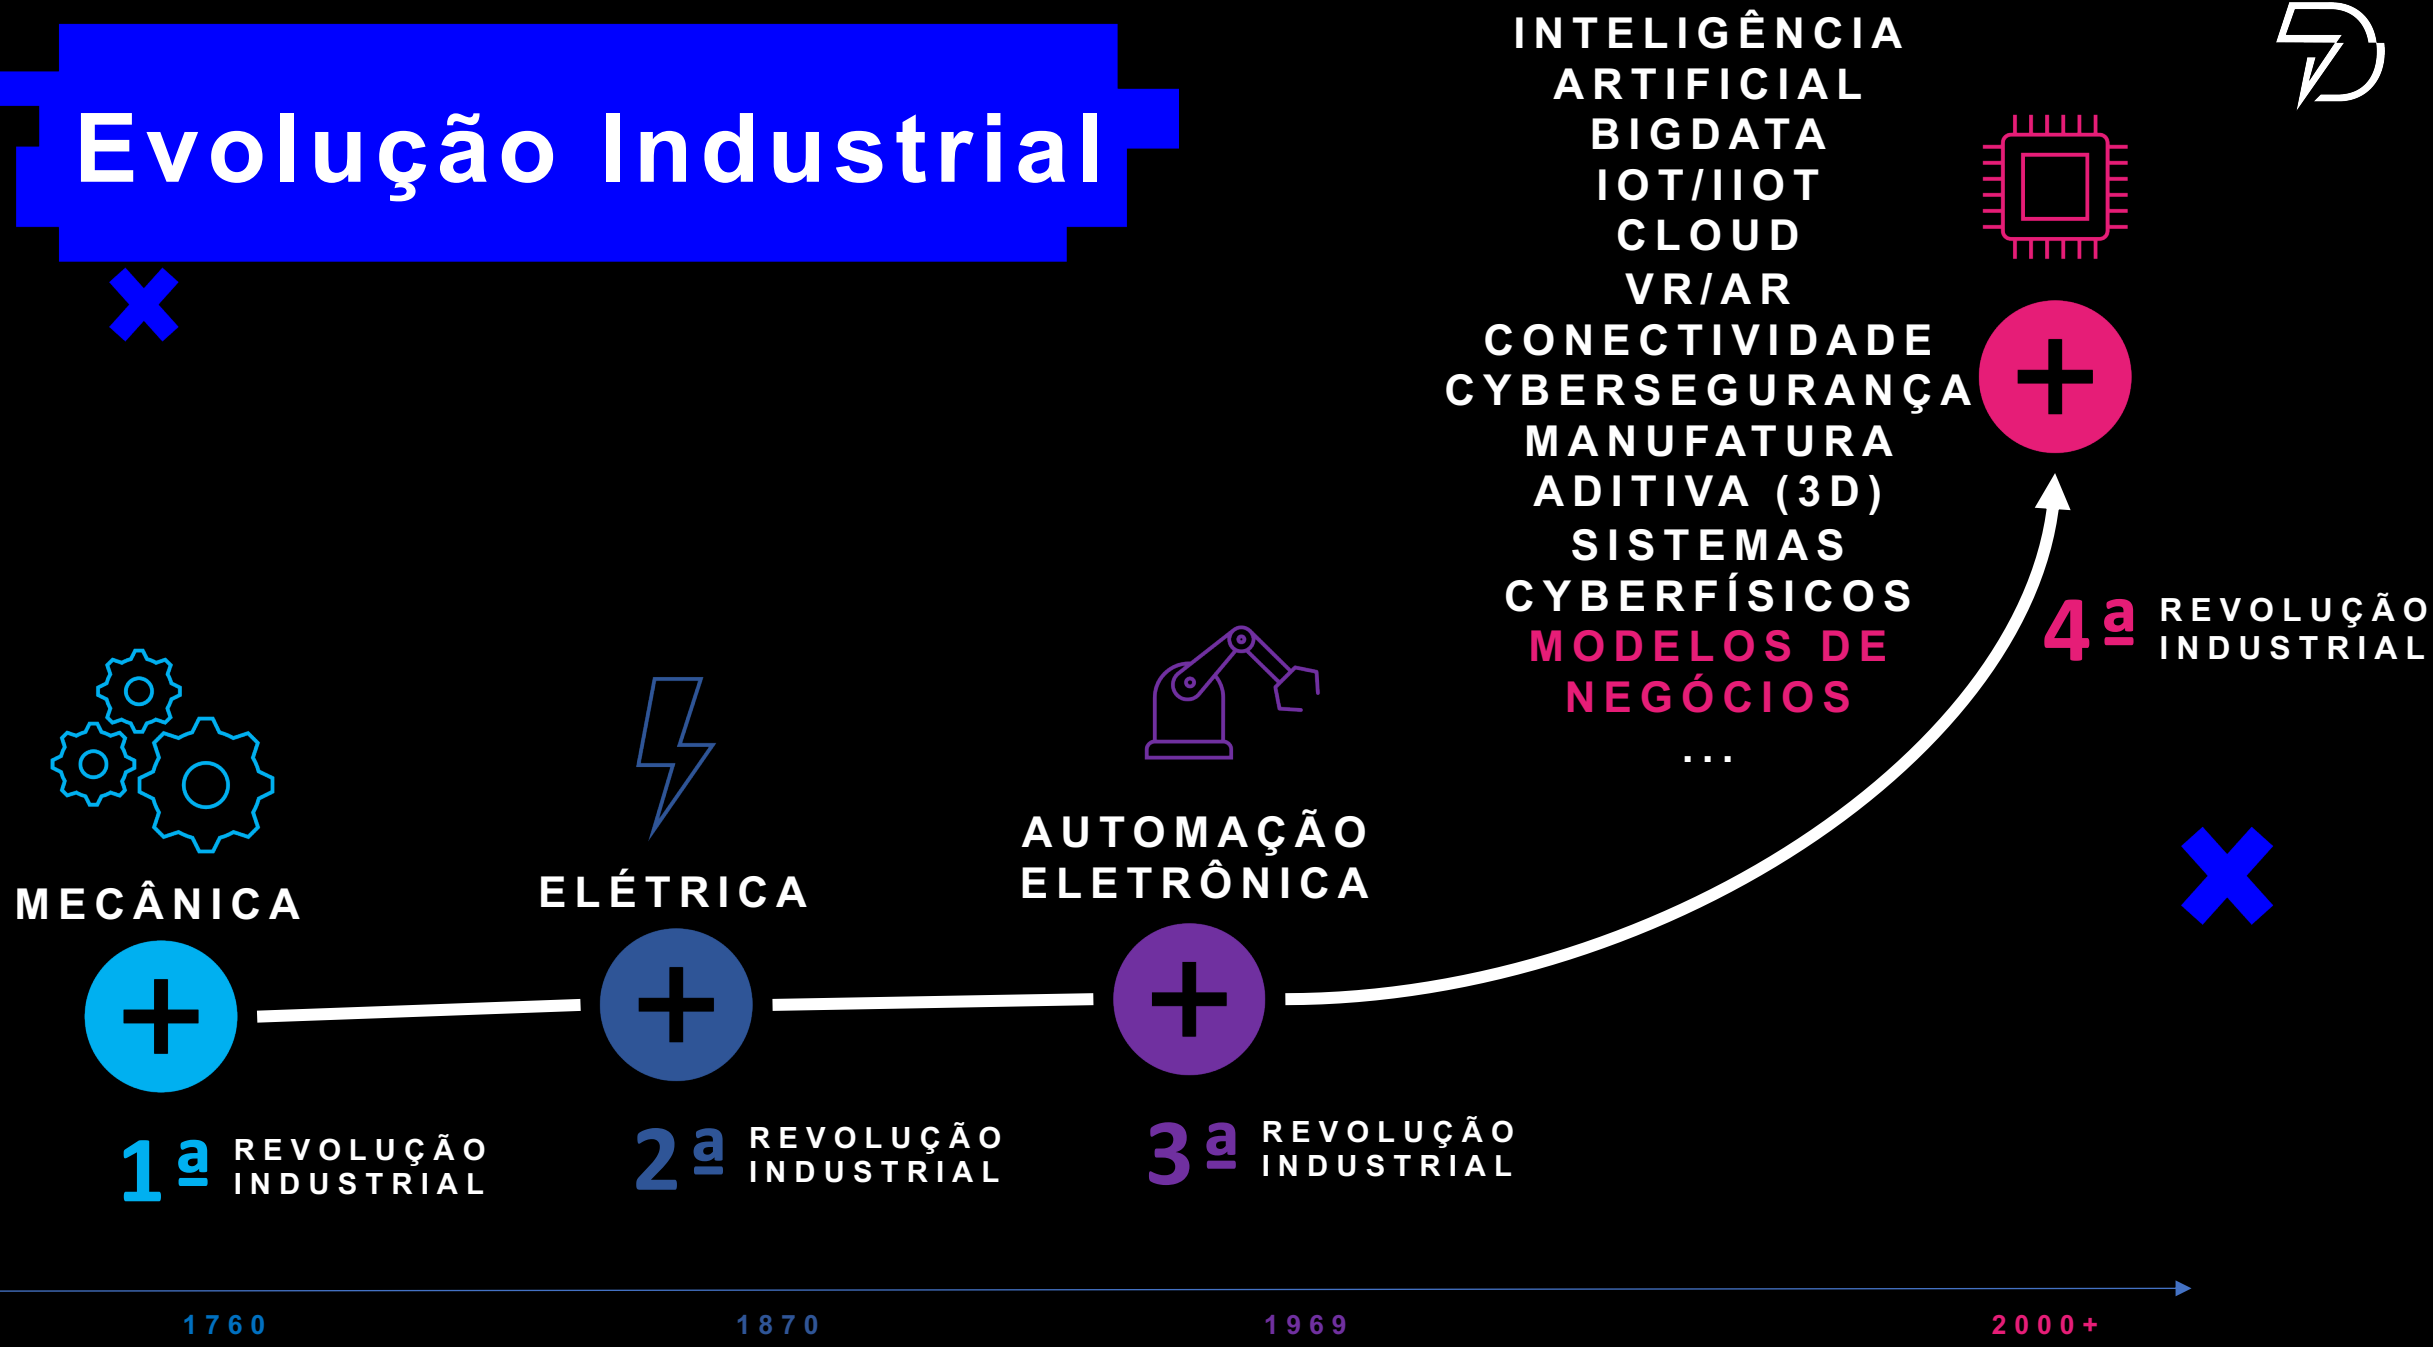 Evolução Industrial
INTELIGÊNCIA
ARTIFICIAL
BIGDATA
IOT/IIOT
CLOUD
VR/AR
CONECTIVIDADE
CYBERSEGURANÇA
MANUFATURA
ADITIVA (3D)
SISTEMAS
CYBERFÍSICOS
MODELOS DE
NEGÓCIOS
...
4ª REVOLUÇÃO
INDUSTRIAL
MECÂNICA
ELÉTRICA
AUTOMAÇÃO
ELETRÔNICA
1ª REVOLUÇÃO
INDUSTRIAL
2ª REVOLUÇÃO
INDUSTRIAL
3ª REVOLUÇÃO
INDUSTRIAL
1760
1870
1969
2000+